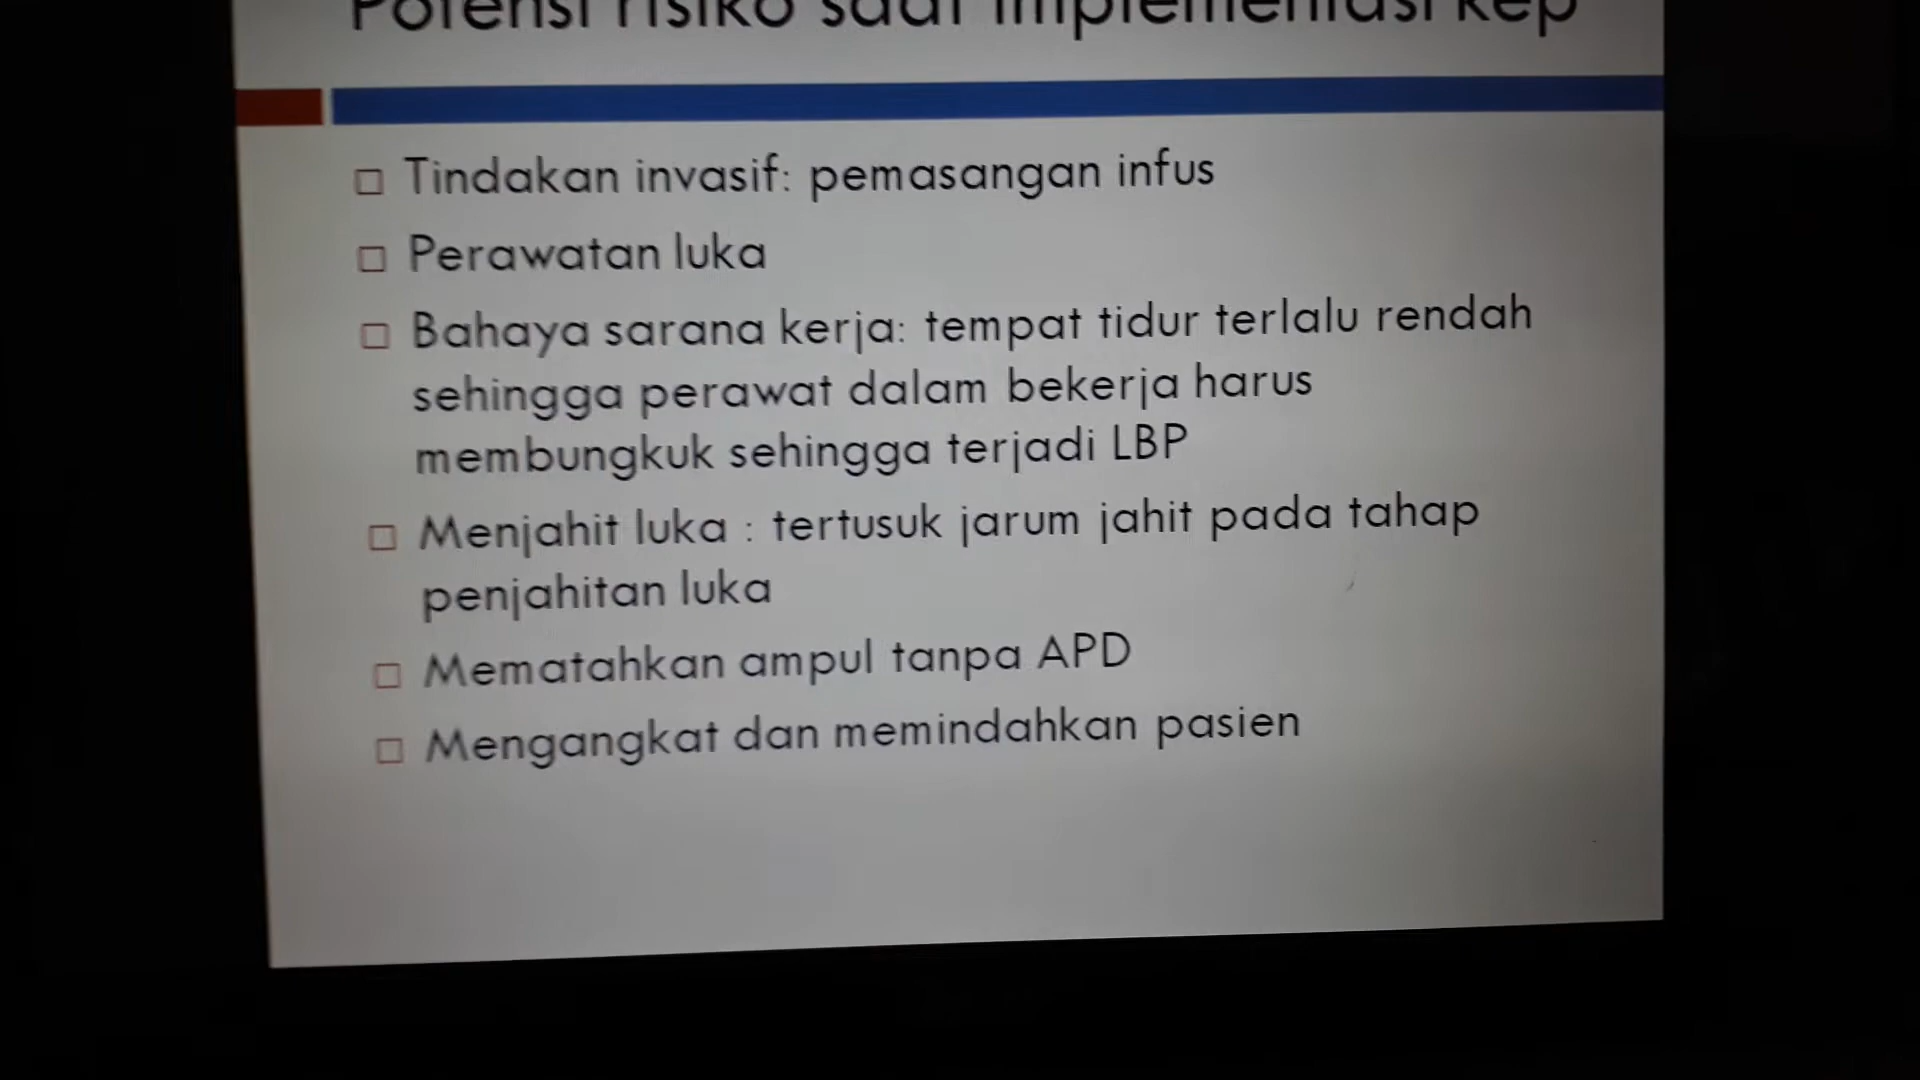 Potensi risiko saat implementasi kep
Tindakan invasif: pemasangan infus
Perawatan luka
Bahaya sarana kerja: tempat tidur terlalu rendah
sehingga perawat dalam bekerja harus
membungkuk sehingga terjadi LBP
Menjahit luka : tertusuk jarum jahit pada tahap
penjahitan luka
Mematahkan ampul tanpa APD
Mengangkat dan memindahkan pasien